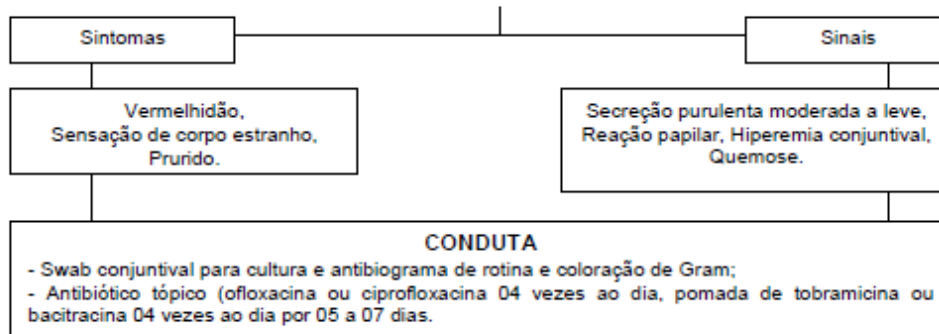 Sintomas
Sinais
Vermelhidão,
Sensação de corpo estranho,
Prurido.
Secreção purulenta moderada a leve,
Reação papilar, Hiperemia conjuntival,
Quemose.
CONDUTA
- Swab conjuntival para cultura e antibiograma de rotina e coloração de Gram;
- Antibiótico tópico (ofloxacina ou ciprofloxacina 04 vezes ao dia, pomada de tobramicina ou
bacitracina 04 vezes ao dia por 05 a 07 dias.